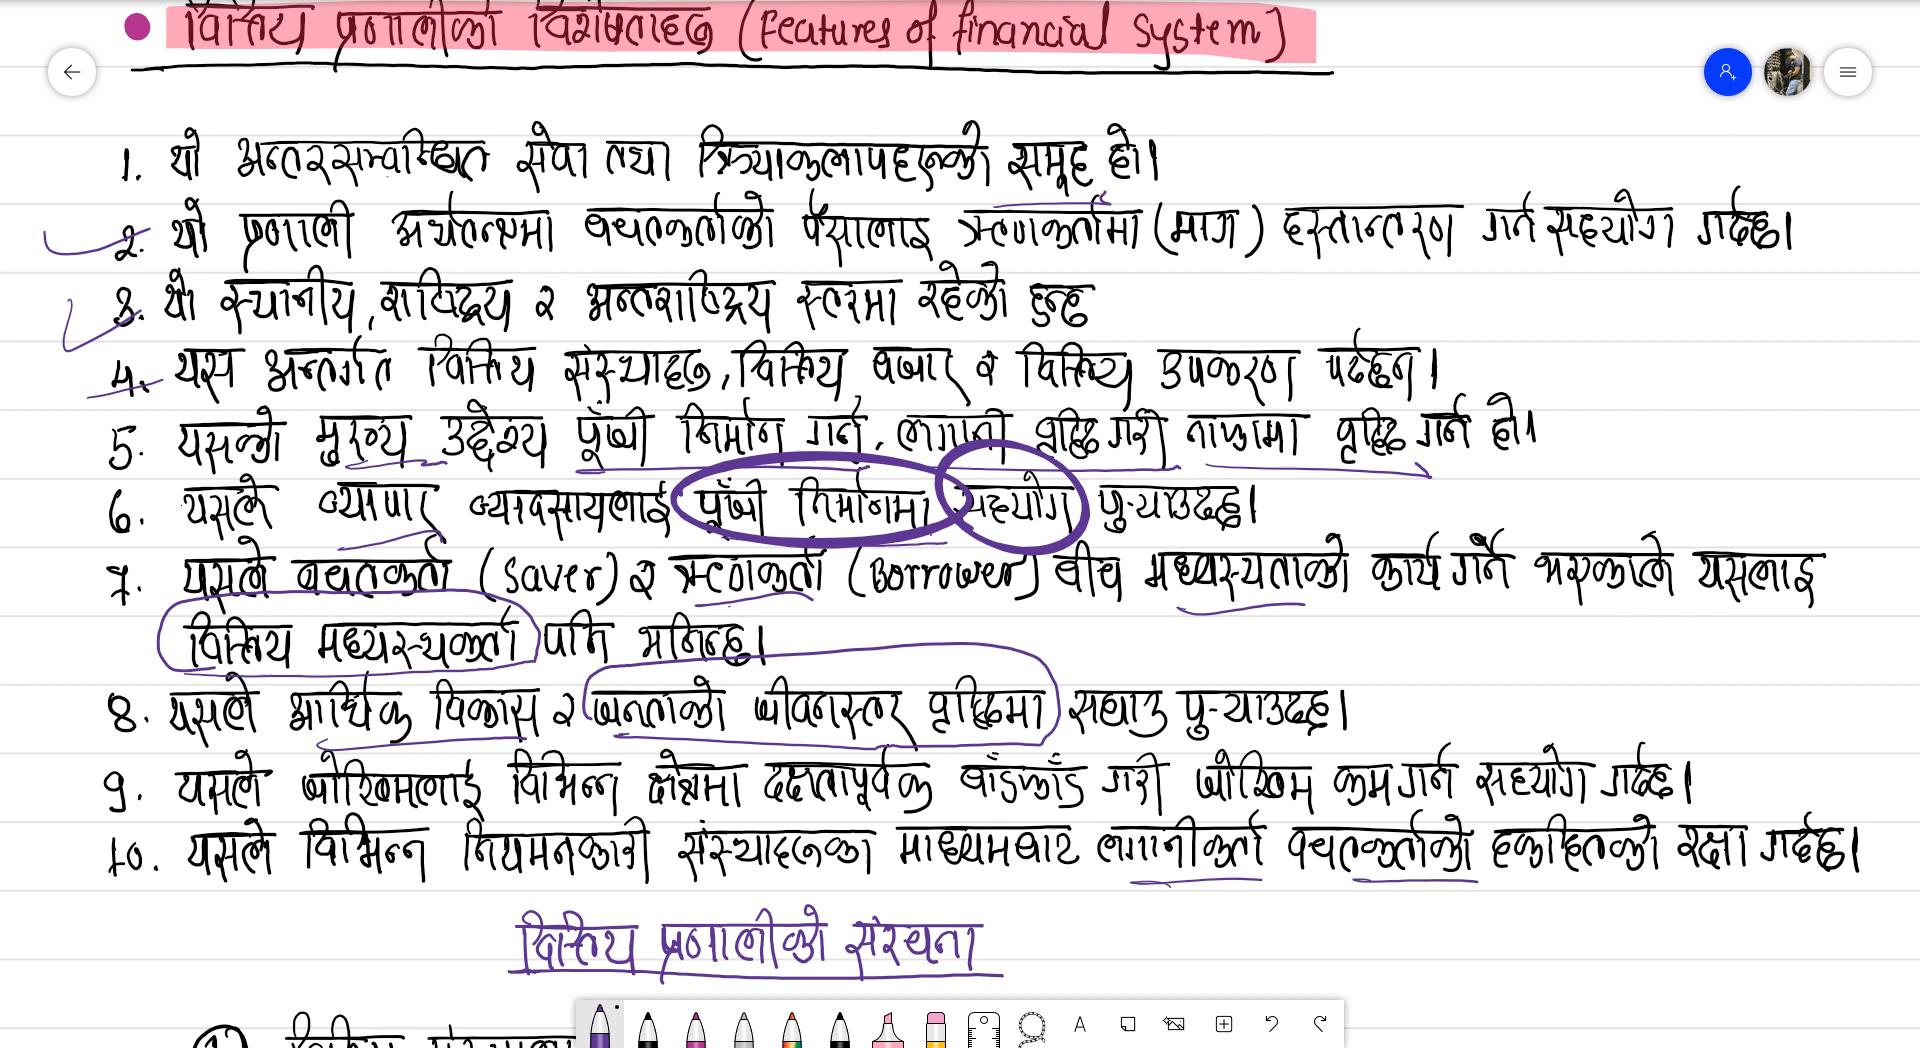 वित्तिय प्रणालीको विशेषताहरु (Features of financial System)
1. यो अन्तरसम्वन्धित सेवा तथा क्रियाकलापहरुको समूह हो।
2. यो प्रणाली अर्थतन्त्रमा वचतकर्ताको पैसालाइ ऋणकर्तामा (माग) हस्तान्तरण गर्न सहयोग गर्दछ।
3. यो स्थानीय, राष्ट्रिय र अन्तराष्ट्रिय स्तरमा रहेको हुन्छ
4. यस अन्तर्गत वित्तिय संस्थाहरु, वित्तिय बजार र वित्तिय उपकरण पर्दछन्।
5. यसको मुख्य उद्देश्य पूँजी निर्माण गर्न, लगानी वृद्धि गरी नाफामा वृद्धि गर्न हो।
6. यसले व्यापार व्यावसायलाई पूँजी निर्माणमा सहयोग पु-याउदछ।
7. यसले वचतकर्ता (Saver) र ऋणकर्ता (Borrower) वीच मध्यस्थताको कार्य गर्ने भएकाले यसलाइ
वित्तिय मध्यस्थकर्ता पनि भनिन्छ।
8. यसले आर्थिक विकास र जनताको जीवनस्तर वृद्धिमा सघाउ पु-याउदछ।
9. यसले जोखिमलाई विभिन्न क्षेत्रमा दक्षतापूर्वक बाँडफाँड गरी जोखिम कम गर्न सहयोग गर्दछ।
10. यसले विभिन्न नियमनकारी संस्थाहरुका माध्यमबाट लगानीकर्ता वचतकर्ताको हकहितको रक्षा गर्दछ।
वित्तिय प्रणालीको संरचना
A